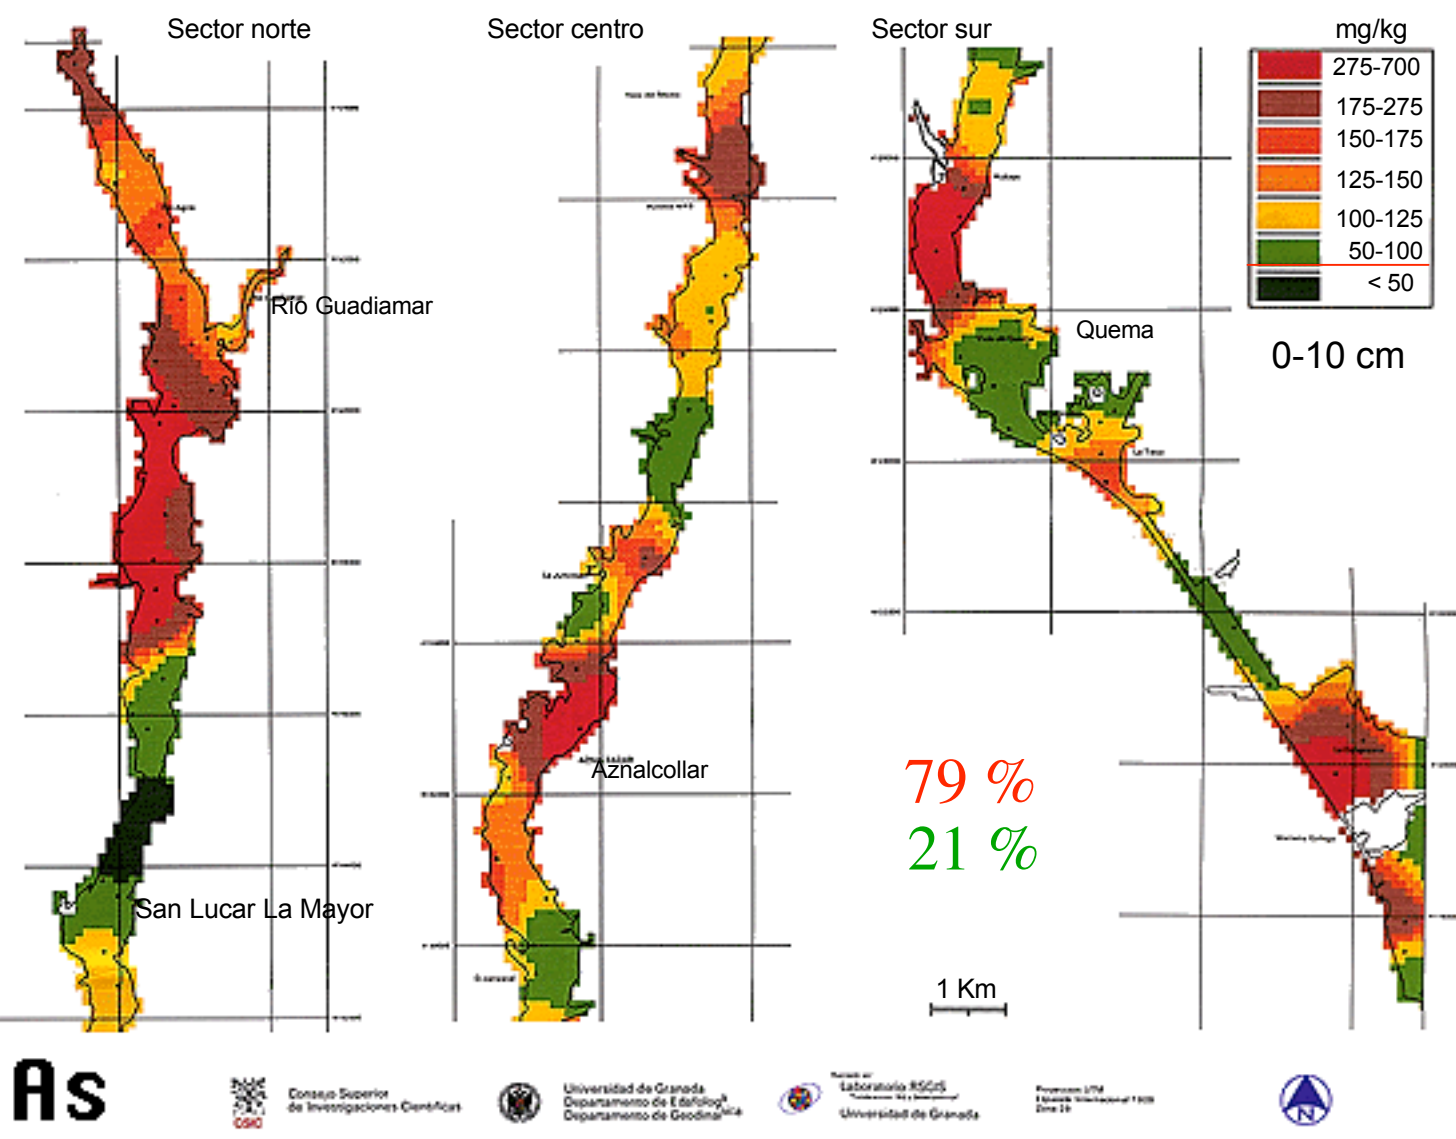 Sector norte
Sector centro
Sector sur
mg/kg
275-700
175-275
150-175
125-150
100-125
50-100
< 50
0-10 cm
Río Guadiamar
Quema
Aznalcollar
79 %
21 %
San Lucar La Mayor
1 Km
As
CSIC
Consejo Superior
de Investigaciones Científicas
Universidad de Granada
Departamento de Edafología
Departamento de Geodinámica
Laboratorio RSGIS
Universidad de Granada
N